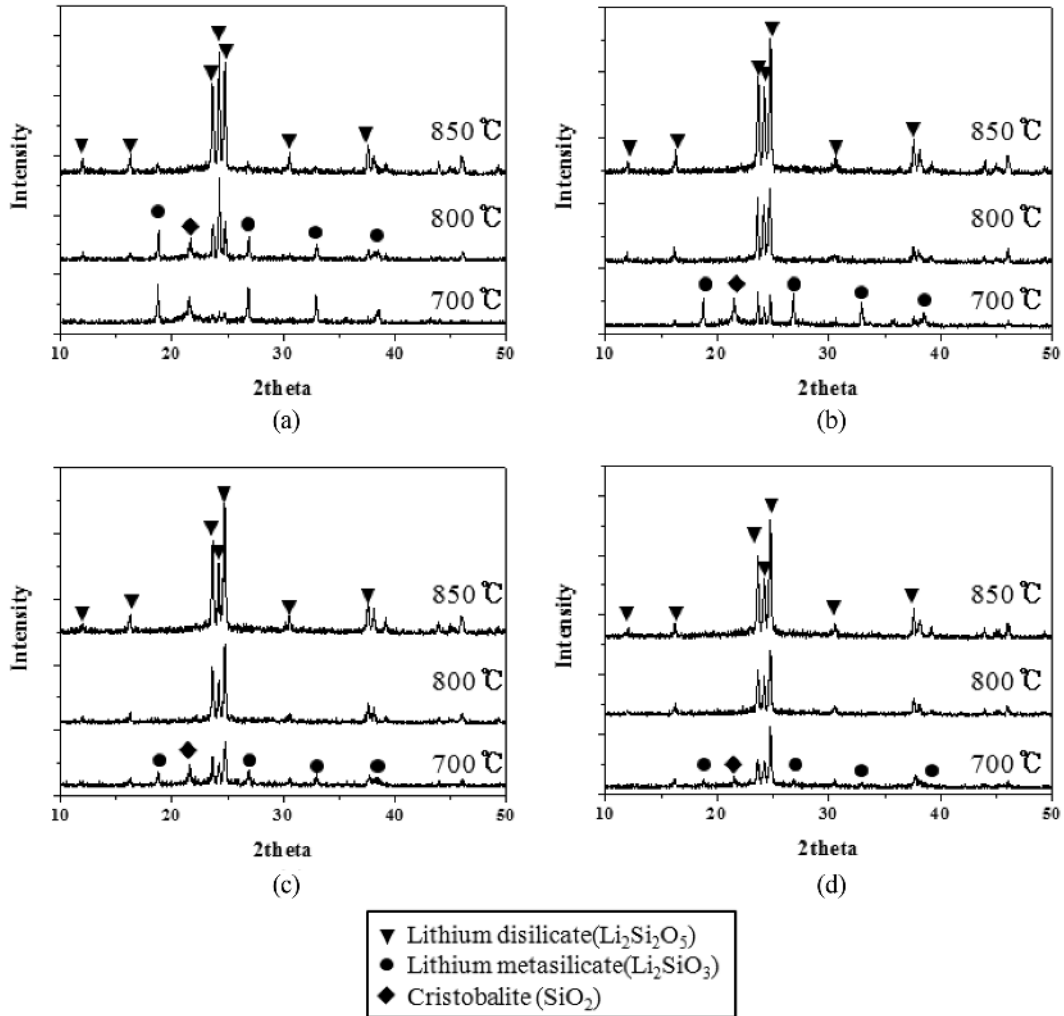 Intensity
850 ℃
800 ℃
700 ℃
10 20 30 40 50
2theta
(a)
Intensity
850 ℃
800 ℃
700 ℃
10 20 30 40 50
2theta
(b)
Intensity
850 ℃
800 ℃
700 ℃
10 20 30 40 50
2theta
(c)
Intensity
850 ℃
800 ℃
700 ℃
10 20 30 40 50
2theta
(d)
▼ Lithium disilicate(Li₂Si₂O₅)
● Lithium metasilicate(Li₂SiO₃)
◆ Cristobalite (SiO₂)